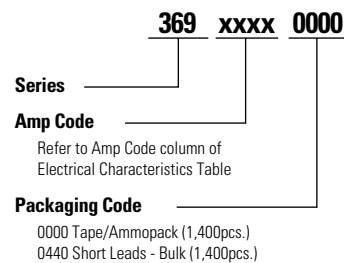 369 xxxx 0000
Series
Amp Code
Refer to Amp Code column of
Electrical Characteristics Table
Packaging Code
0000 Tape/Ammopack (1,400pcs.)
0440 Short Leads - Bulk (1,400pcs.)